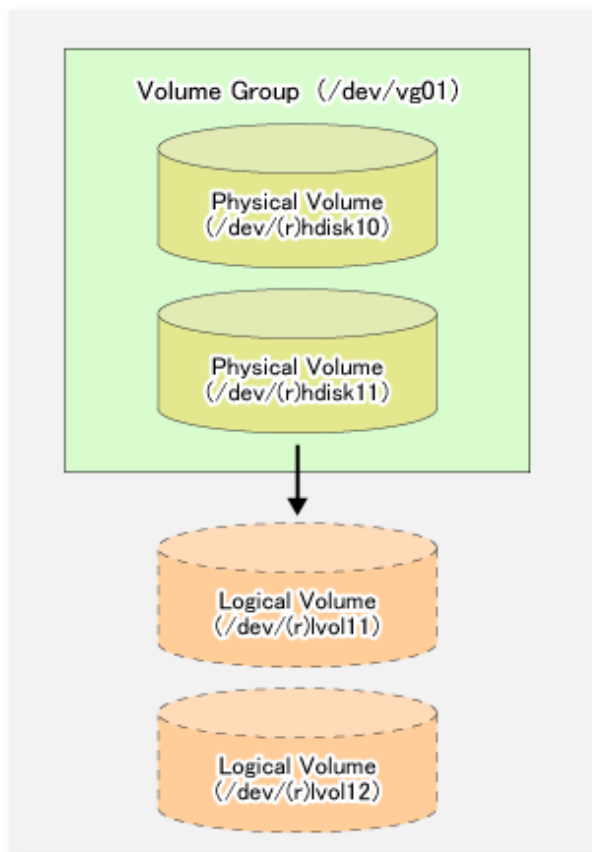 Volume Group (/dev/vg01)
Physical Volume
(/dev/(r)hdisk10)
Physical Volume
(/dev/(r)hdisk11)
Logical Volume
(/dev/(r)lvol11)
Logical Volume
(/dev/(r)lvol12)